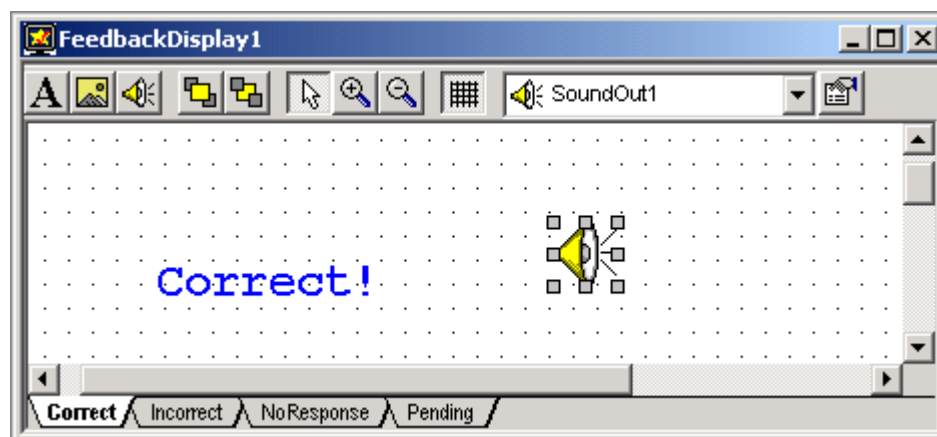 FeedbackDisplay1
A SoundOut1
Correct!
Correct Incorrect NoResponse Pending